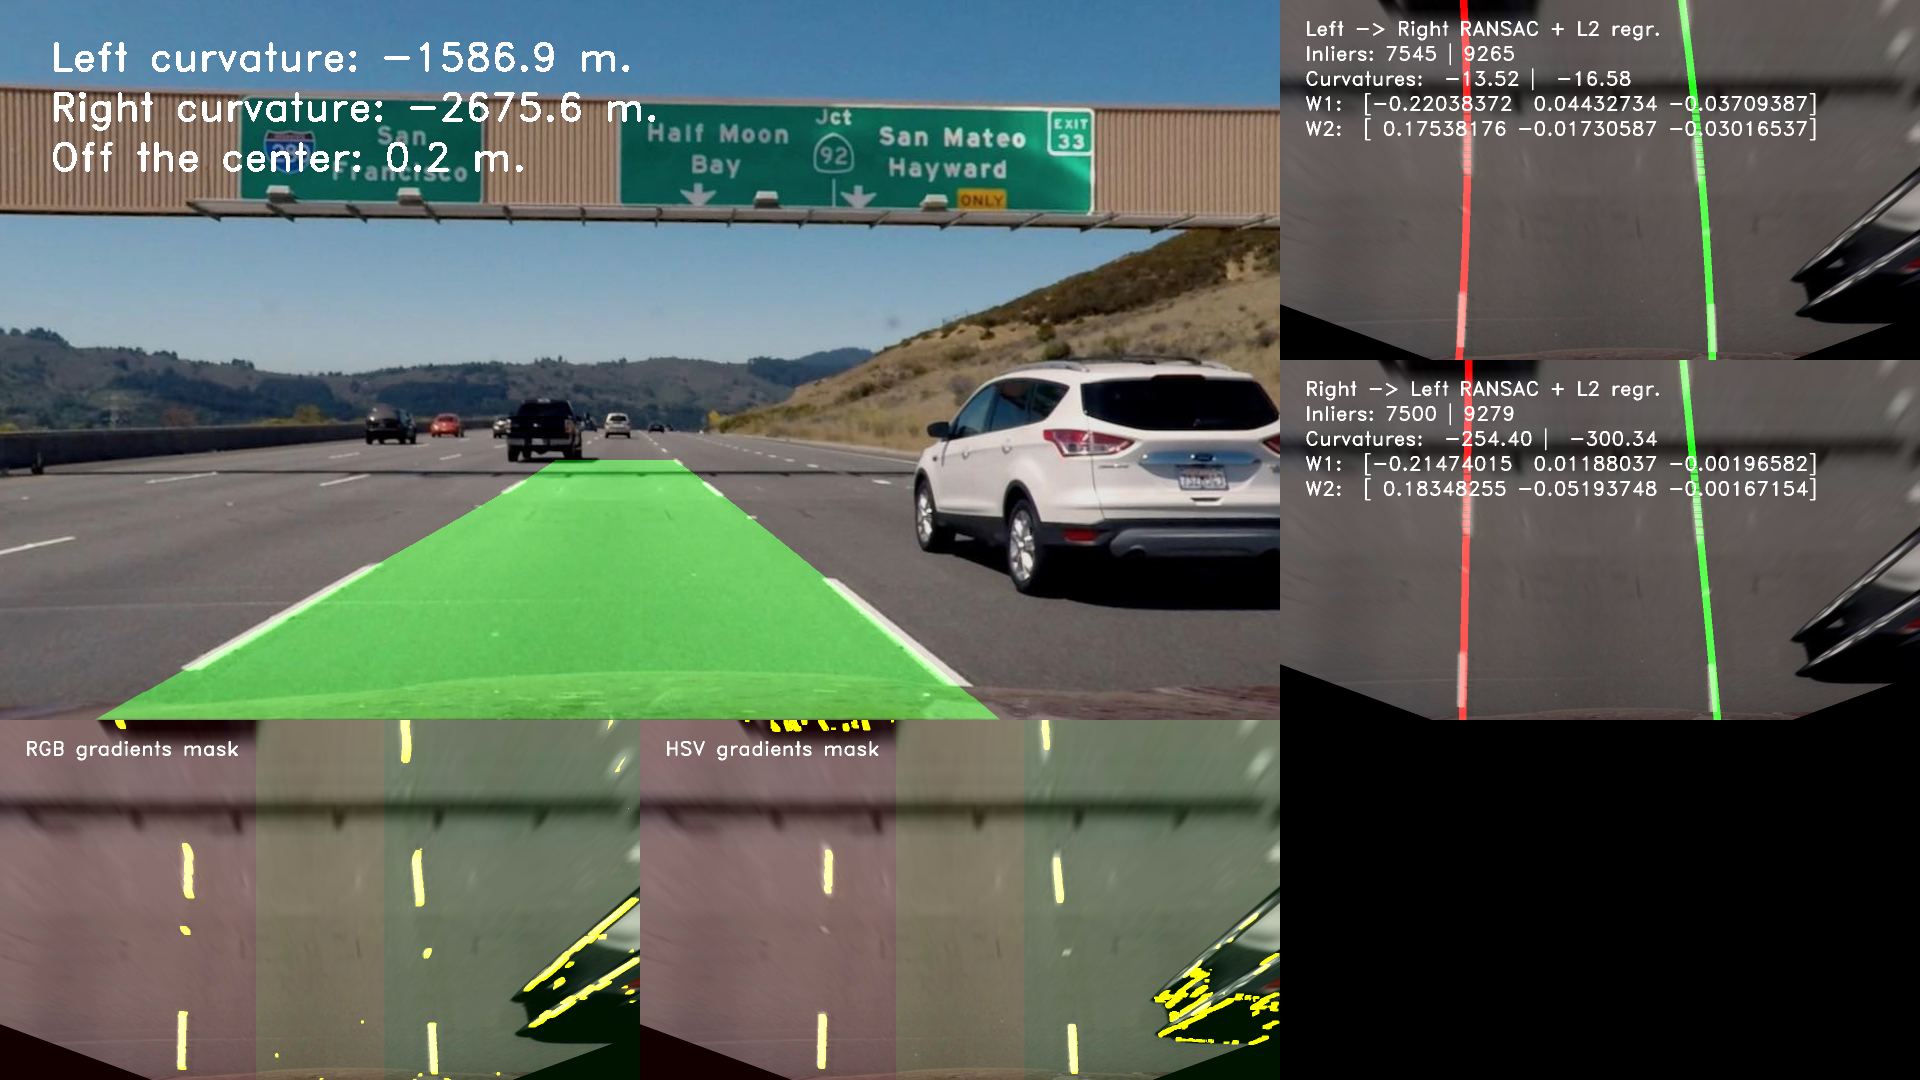 Left curvature: -1586.9 m.
Right curvature: -2675.6 m.
Off the center: 0.2 m.
San
Francisco
Half Moon
Bay
Jct
92
San Mateo
Hayward
EXIT
33
ONLY
Left -> Right RANSAC + L2 regr.
Inliers: 7545 | 9265
Curvatures: -13.52 | -16.58
W1: [-0.22038372 0.04432734 -0.03709387]
W2: [ 0.17538176 -0.01730587 -0.03016537]
Right -> Left RANSAC + L2 regr.
Inliers: 7500 | 9279
Curvatures: -254.40 | -300.34
W1: [-0.21474015 0.01188037 -0.00196582]
W2: [ 0.18348255 -0.05193748 -0.00167154]
RGB gradients mask
HSV gradients mask